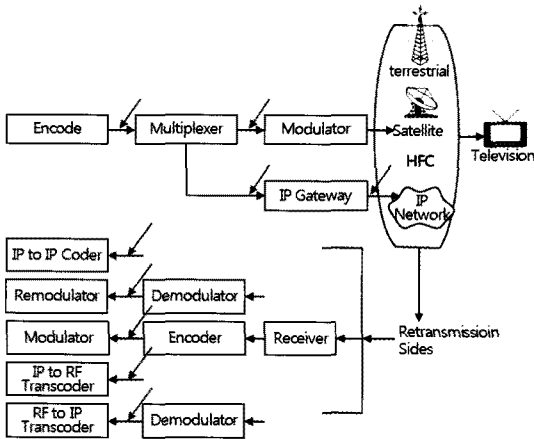 terrestrial
Encode
Multiplexer
Modulator
Satellite
HFC
Television
IP Gateway
IP
Network
IP to IP Coder
Remodulator
Demodulator
Modulator
Encoder
Receiver
Retransmissioin
Sides
IP to RF
Transcoder
RF to IP
Transcoder
Demodulator